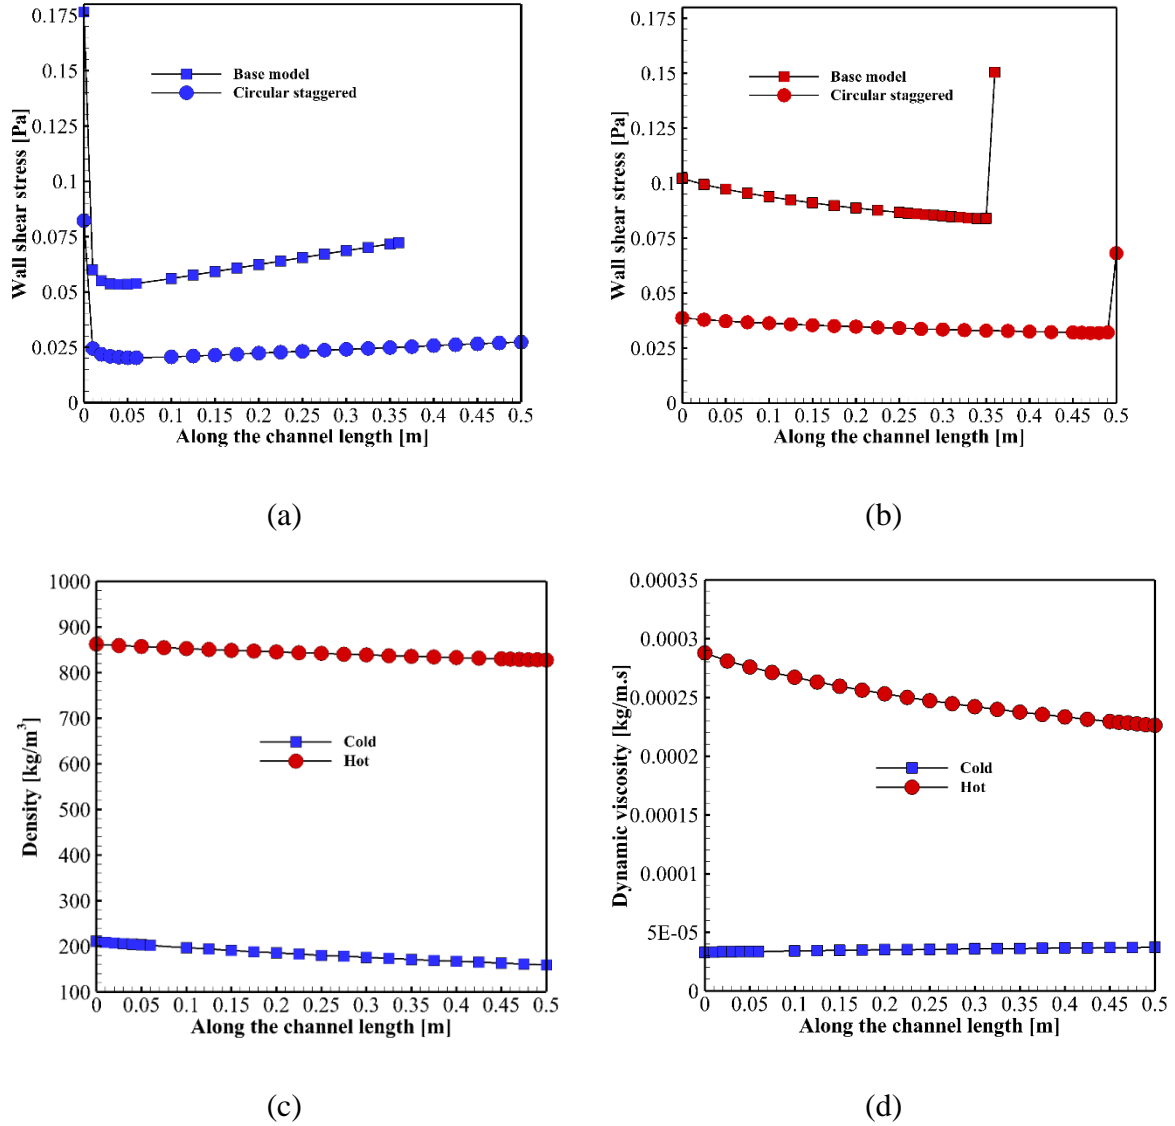 Wall shear stress [Pa]
0.175
0.15
0.125
0.1
0.075
0.05
0.025
0
Base model
Circular staggered
0 0.05 0.1 0.15 0.2 0.25 0.3 0.35 0.4 0.45 0.5
Along the channel length [m]
(a)
Wall shear stress [Pa]
0.175
0.15
0.125
0.1
0.075
0.05
0.025
0
Base model
Circular staggered
0 0.05 0.1 0.15 0.2 0.25 0.3 0.35 0.4 0.45 0.5
Along the channel length [m]
(b)
Density [kg/m³]
1000
900
800
700
600
500
400
300
200
100
Cold
Hot
0 0.05 0.1 0.15 0.2 0.25 0.3 0.35 0.4 0.45 0.5
Along the channel length [m]
(c)
Dynamic viscosity [kg/m.s]
0.00035
0.0003
0.00025
0.0002
0.00015
0.0001
5E-05
0
Cold
Hot
0 0.05 0.1 0.15 0.2 0.25 0.3 0.35 0.4 0.45 0.5
Along the channel length [m]
(d)